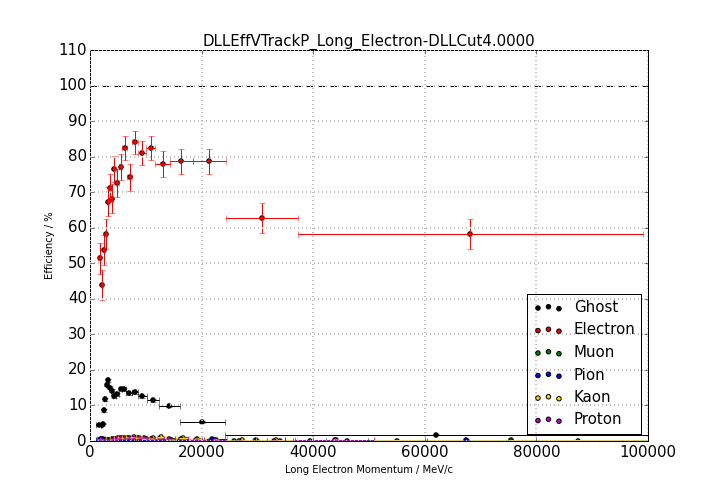 DLLEffVTrackP_Long_Electron-DLLCut4.0000
110
100
90
80
70
60
50
40
30
20
10
0
Efficiency / %
Ghost
Electron
Muon
Pion
Kaon
Proton
0 20000 40000 60000 80000 100000
Long Electron Momentum / MeV/c